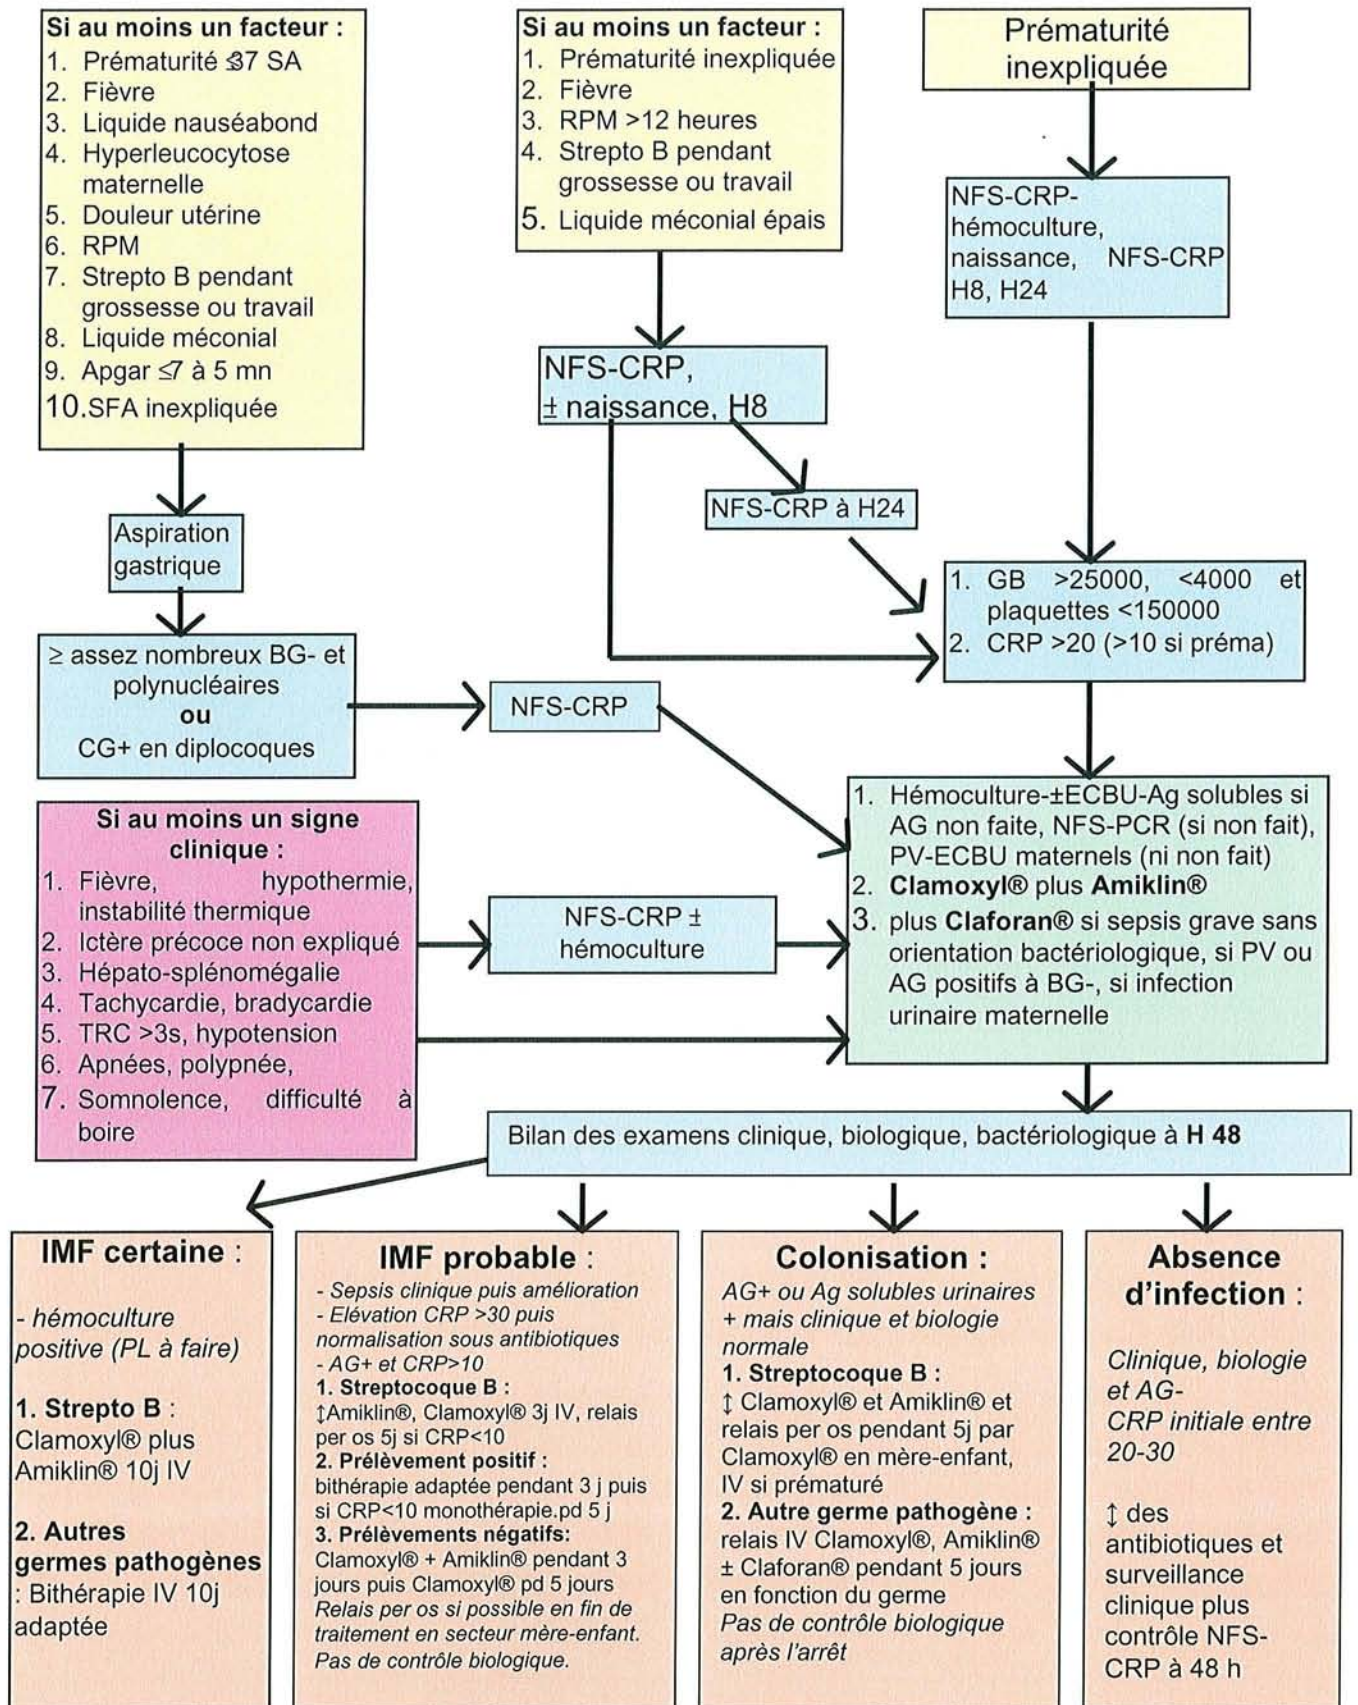 Si au moins un facteur :
1. Prématurité ≤37 SA
2. Fièvre
3. Liquide nauséabond
4. Hyperleucocytose
maternelle
5. Douleur utérine
6. RPM
7. Strepto B pendant
grossesse ou travail
8. Liquide méconial
9. Apgar ≤7 à 5 mn
10.SFA inexpliquée
Si au moins un facteur :
1. Prématurité inexpliquée
2. Fièvre
3. RPM >12 heures
4. Strepto B pendant
grossesse ou travail
5. Liquide méconial épais
Prématurité
inexpliquée
NFS-CRP-
hémoculture,
naissance, NFS-CRP
H8, H24
NFS-CRP,
± naissance, H8
NFS-CRP à H24
Aspiration
gastrique
1. GB >25000, <4000 et
plaquettes <150000
2. CRP >20 (>10 si préma)
≥ assez nombreux BG- et
polynucléaires
ou
CG+ en diplocoques
NFS-CRP
Si au moins un signe
clinique :
1. Fièvre, hypothermie,
instabilité thermique
2. Ictère précoce non expliqué
3. Hépato-splénomégalie
4. Tachycardie, bradycardie
5. TRC >3s, hypotension
6. Apnées, polypnée,
7. Somnolence, difficulté à
boire
NFS-CRP ±
hémoculture
1. Hémoculture-±ECBU-Ag solubles si
AG non faite, NFS-PCR (si non fait),
PV-ECBU maternels (ni non fait)
2. Clamoxyl® plus Amiklin®
3. plus Claforan® si sepsis grave sans
orientation bactériologique, si PV ou
AG positifs à BG-, si infection
urinaire maternelle
Bilan des examens clinique, biologique, bactériologique à H 48
IMF certaine :
- hémoculture
positive (PL à faire)
1. Strepto B :
Clamoxyl® plus
Amiklin® 10j IV
2. Autres
germes pathogènes
: Bithérapie IV 10j
adaptée
IMF probable :
- Sepsis clinique puis amélioration
- Elévation CRP >30 puis
normalisation sous antibiotiques
- AG+ et CRP>10
1. Streptocoque B :
↕Amiklin®, Clamoxyl® 3j IV, relais
per os 5j si CRP<10
2. Prélèvement positif :
bithérapie adaptée pendant 3 j puis
si CRP<10 monothérapie.pd 5 j
3. Prélèvements négatifs:
Clamoxyl® + Amiklin® pendant 3
jours puis Clamoxyl® pd 5 jours
Relais per os si possible en fin de
traitement en secteur mère-enfant.
Pas de contrôle biologique.
Colonisation :
AG+ ou Ag solubles urinaires
+ mais clinique et biologie
normale
1. Streptocoque B :
↕ Clamoxyl® et Amiklin® et
relais per os pendant 5j par
Clamoxyl® en mère-enfant,
IV si prématuré
2. Autre germe pathogène :
relais IV Clamoxyl®, Amiklin®
± Claforan® pendant 5 jours
en fonction du germe
Pas de contrôle biologique
après l'arrêt
Absence
d'infection :
Clinique, biologie
et AG-
CRP initiale entre
20-30
↕ des
antibiotiques et
surveillance
clinique plus
contrôle NFS-
CRP à 48 h